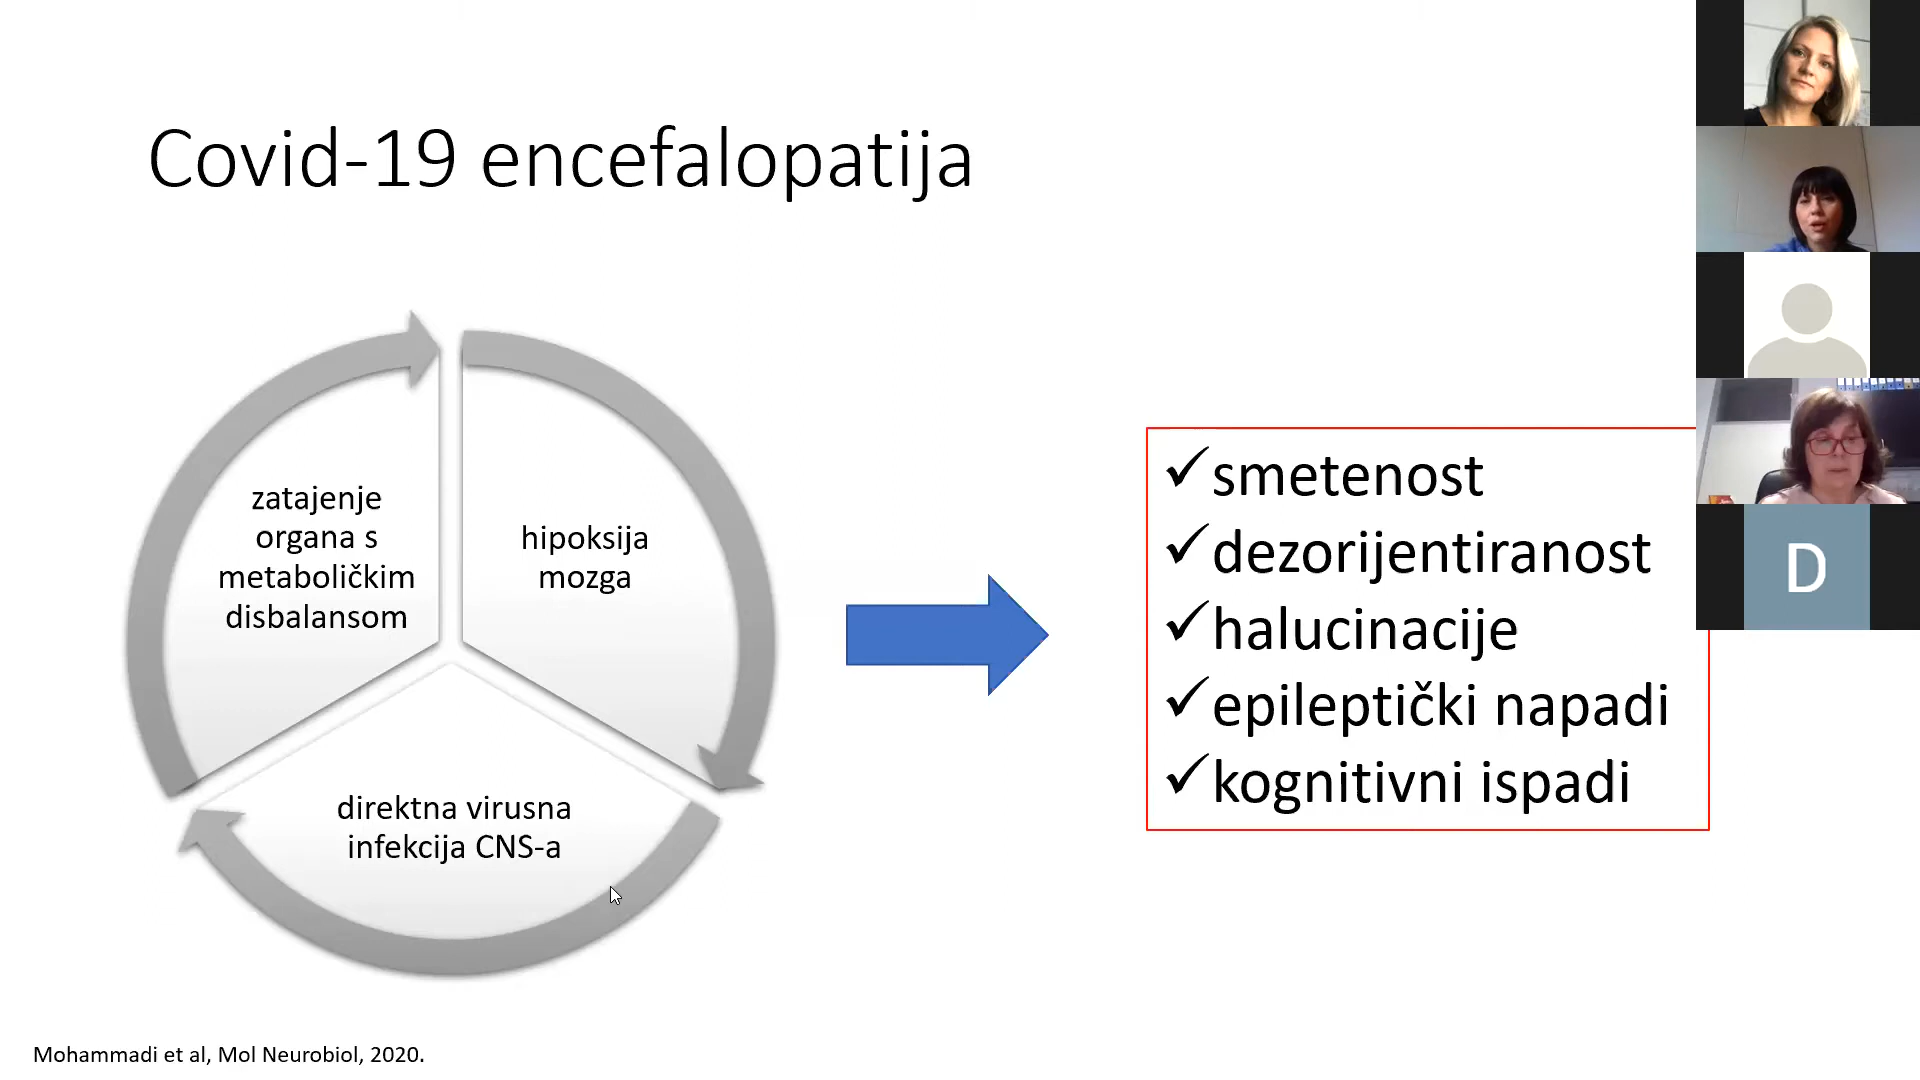 Covid-19 encefalopatija
zatajenje
organa s
metaboličkim
disbalansom
hipoksija
mozga
direktna virusna
infekcija CNS-a
✓smetenost
✓dezorijentiranost
✓halucinacije
✓epileptički napadi
✓kognitivni ispadi
D
Mohammadi et al, Mol Neurobiol, 2020.